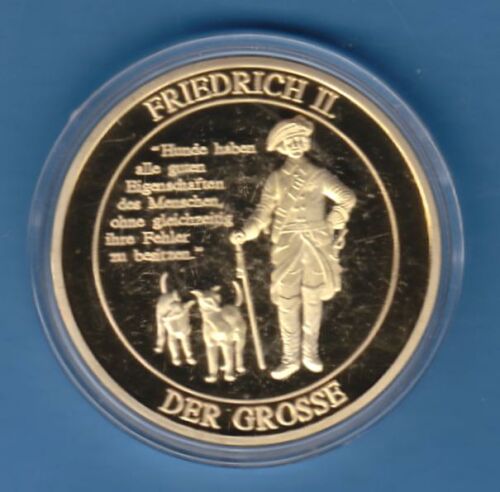 FRIEDRICH II.
"Hunde haben
alle guten
Eigenschaften
des Menschen,
ohne gleichzeitig
ihre Fehler
zu besitzen."
DER GROSSE